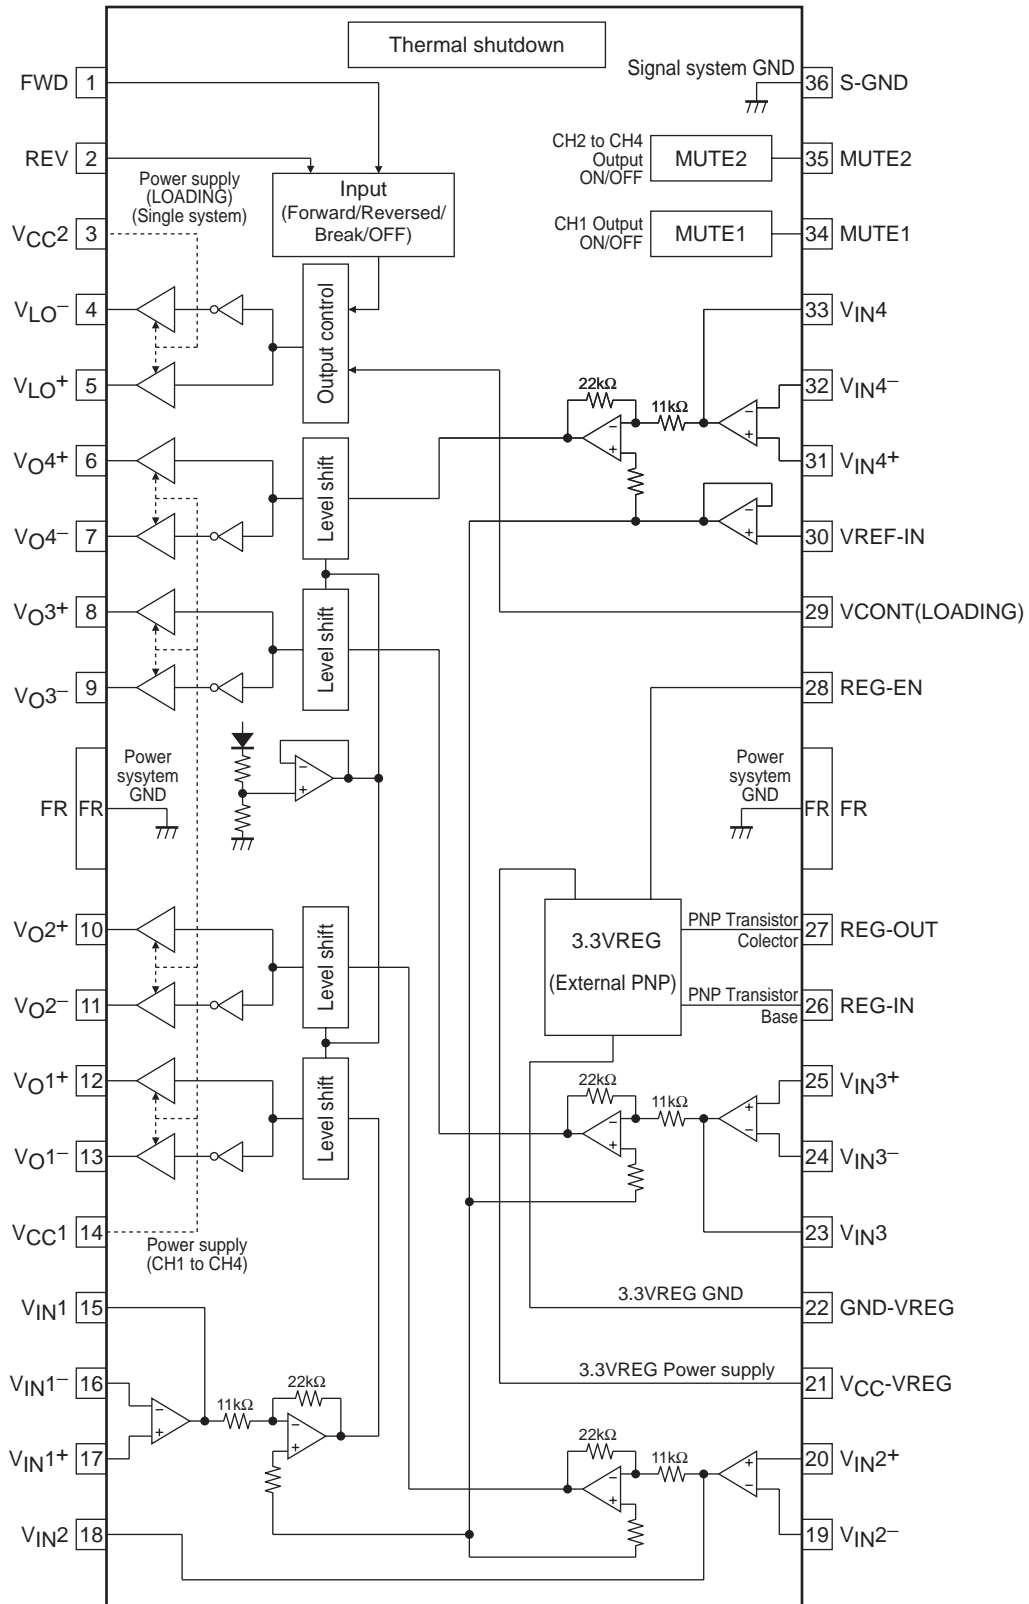 Thermal shutdown
FWD 1
REV 2
Power supply
(LOADING)
(Single system)
VCC2 3
VLO− 4
VLO+ 5
VO4+ 6
VO4− 7
VO3+ 8
VO3− 9
Power
sysytem
GND
FR FR
VO2+ 10
VO2− 11
VO1+ 12
VO1− 13
VCC1 14
Power supply
(CH1 to CH4)
VIN1 15
VIN1− 16
VIN1+ 17
VIN2 18
Input
(Forward/Reversed/
Break/OFF)
Output control
Level shift
Level shift
− +
Level shift
Level shift
− +
11kΩ
22kΩ
− +
Signal system GND
36 S-GND
CH2 to CH4
Output
ON/OFF
MUTE2
35 MUTE2
CH1 Output
ON/OFF
MUTE1
34 MUTE1
33 VIN4
22kΩ
11kΩ
− +
− +
32 VIN4−
31 VIN4+
− +
30 VREF-IN
29 VCONT(LOADING)
28 REG-EN
Power
sysytem
GND
FR FR
3.3VREG
(External PNP)
PNP Transistor
Colector
27 REG-OUT
PNP Transistor
Base
26 REG-IN
22kΩ
11kΩ
− +
+ −
25 VIN3+
24 VIN3−
23 VIN3
3.3VREG GND
22 GND-VREG
3.3VREG Power supply
21 VCC-VREG
22kΩ
11kΩ
− +
+ −
20 VIN2+
19 VIN2−